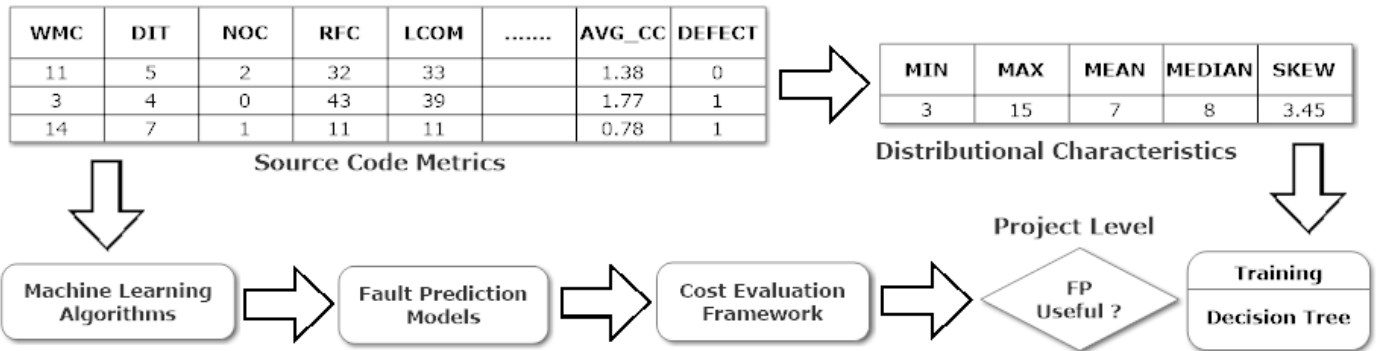 WMC DIT NOC RFC LCOM ....... AVG_CC DEFECT
11 5 2 32 33 1.38 0
3 4 0 43 39 1.77 1
14 7 1 11 11 0.78 1
Source Code Metrics
MIN MAX MEAN MEDIAN SKEW
3 15 7 8 3.45
Distributional Characteristics
Machine Learning
Algorithms
Fault Prediction
Models
Cost Evaluation
Framework
Project Level
FP
Useful ?
Training
Decision Tree